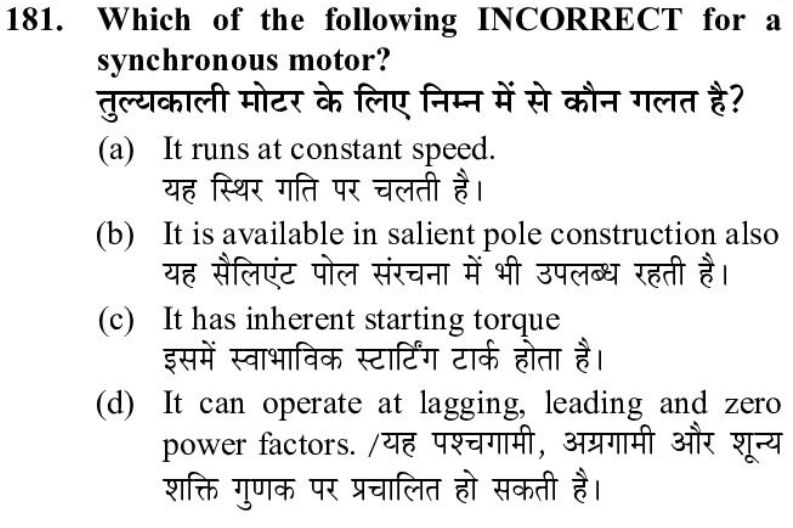 181. Which of the following INCORRECT for a
synchronous motor?
तुल्यकाली मोटर के लिए निम्न में से कौन गलत है?
(a) It runs at constant speed.
यह स्थिर गति पर चलती है।
(b) It is available in salient pole construction also
यह सैलिएंट पोल संरचना में भी उपलब्ध रहती है।
(c) It has inherent starting torque
इसमें स्वाभाविक स्टार्टिंग टार्क होता है।
(d) It can operate at lagging, leading and zero
power factors. /यह पश्चगामी, अग्रगामी और शून्य
शक्ति गुणक पर प्रचालित हो सकती है।